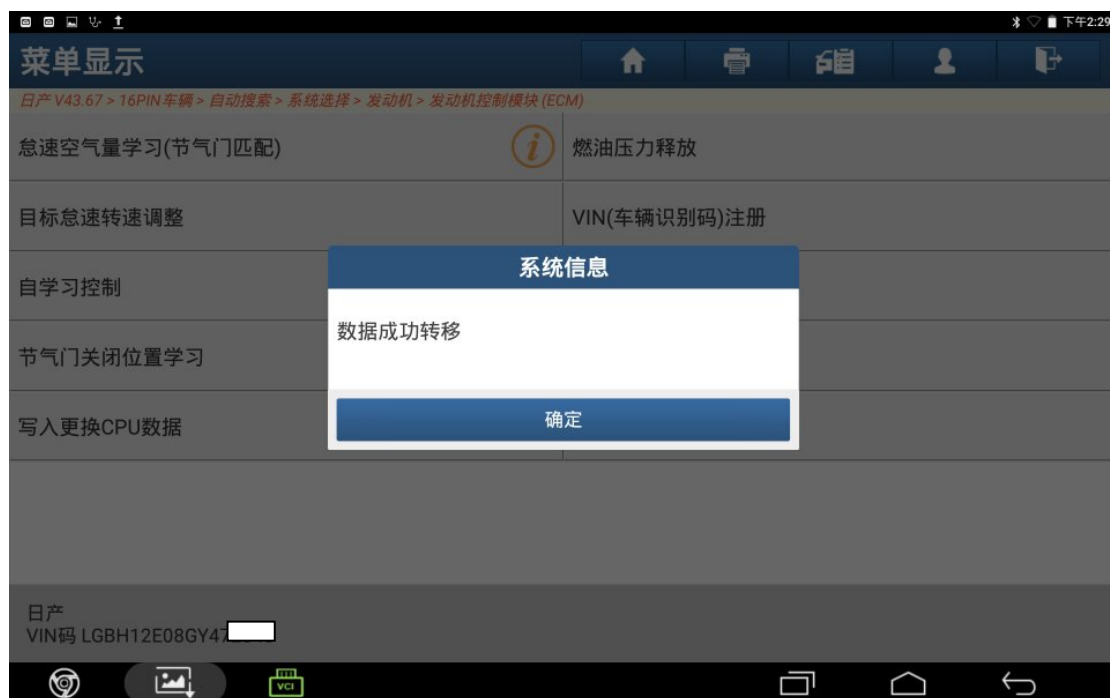 下午2:29
菜单显示
日产 V43.67 > 16PIN车辆 > 自动搜索 > 系统选择 > 发动机 > 发动机控制模块 (ECM)
怠速空气量学习(节气门匹配)
燃油压力释放
目标怠速转速调整
VIN(车辆识别码)注册
系统信息
自学习控制
数据成功转移
节气门关闭位置学习
确定
写入更换CPU数据
日产
VIN码 LGBH12E08GY47
VCI